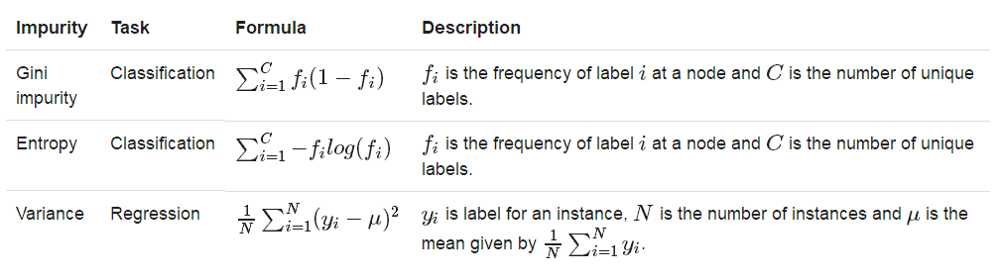 Impurity Task Formula Description
Gini impurity Classification $\sum_{i=1}^{C} f_i(1 - f_i)$ $f_i$ is the frequency of label $i$ at a node and $C$ is the number of unique
labels.
Entropy Classification $\sum_{i=1}^{C} -f_i log(f_i)$ $f_i$ is the frequency of label $i$ at a node and $C$ is the number of unique
labels.
Variance Regression $\frac{1}{N} \sum_{i=1}^{N} (y_i - \mu)^2$ $y_i$ is label for an instance, $N$ is the number of instances and $\mu$ is the
mean given by $\frac{1}{N} \sum_{i=1}^{N} y_i$.